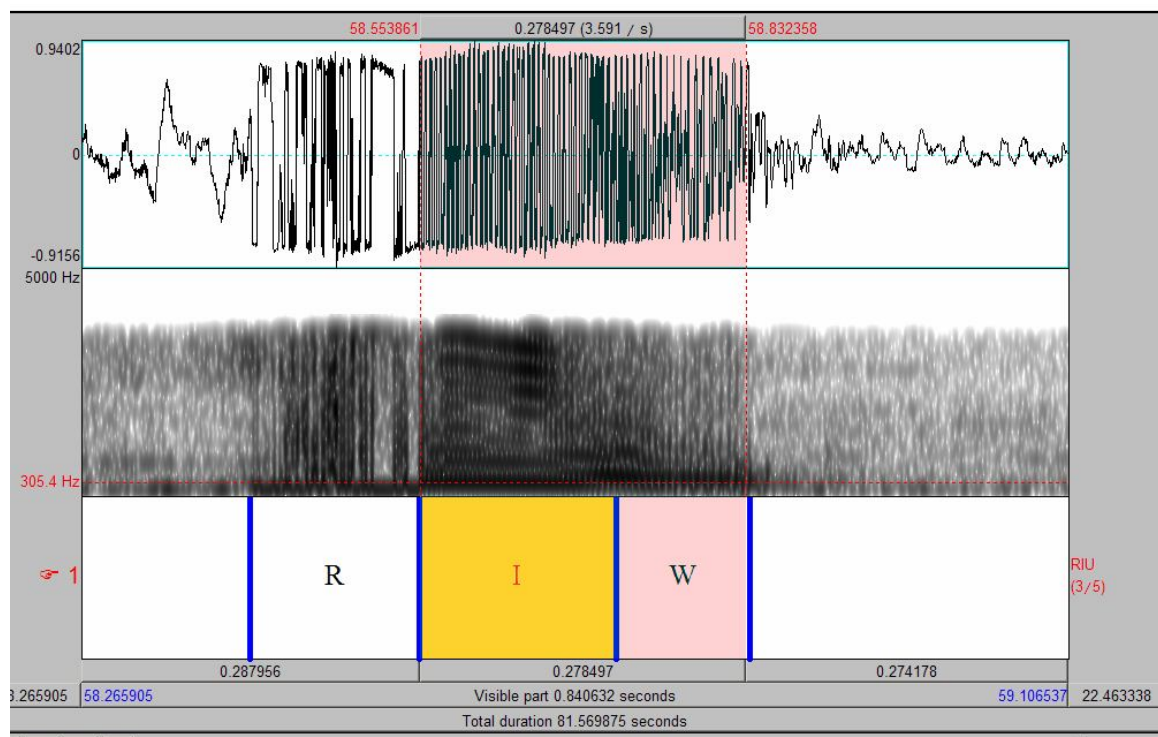 58.553861 0.278497 (3.591 / s) 58.832358
0.9402
0
-0.9156
5000 Hz
305.4 Hz
☞ 1 R I W RIU
(3/5)
0.287956 0.278497 0.274178
3.265905 58.265905 Visible part 0.840632 seconds 59.106537 22.463338
Total duration 81.569875 seconds